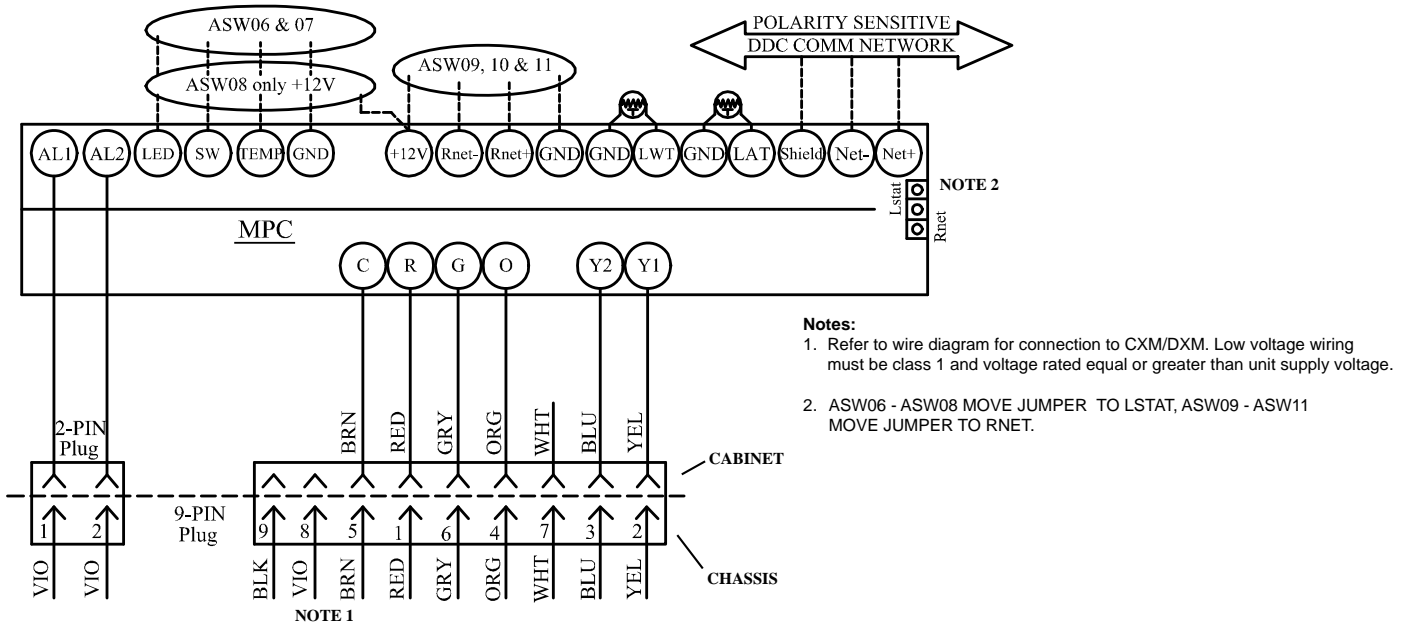 ASW06 & 07
ASW08 only +12V
ASW09, 10 & 11
POLARITY SENSITIVE
DDC COMM NETWORK
AL1 AL2 LED SW TEMP GND +12V Rnet- Rnet+ GND GND LWT GND LAT Shield Net- Net+
Lstat
Rnet
NOTE 2
MPC
C R G O Y2 Y1
Notes:
1. Refer to wire diagram for connection to CXM/DXM. Low voltage wiring
must be class 1 and voltage rated equal or greater than unit supply voltage.
2. ASW06 - ASW08 MOVE JUMPER TO LSTAT, ASW09 - ASW11
MOVE JUMPER TO RNET.
BRN RED GRY ORG WHT BLU YEL
2-PIN
Plug
CABINET
9-PIN
Plug
1 2 9 8 5 1 6 4 7 3 2
VIO VIO BLK VIO BRN RED GRY ORG WHT BLU YEL
CHASSIS
NOTE 1